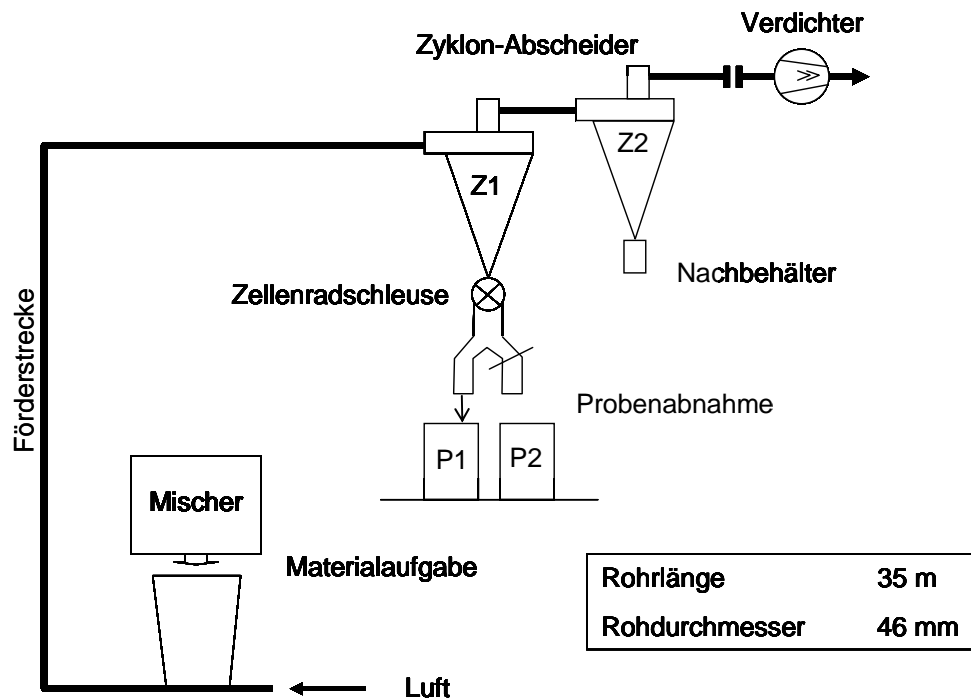 Verdichter
Zyklon-Abscheider
Z2
Z1
Nachbehälter
Zellenradschleuse
Förderstrecke
Probenabnahme
P1 P2
Mischer
Materialaufgabe
Rohrlänge 35 m
Rohdurchmesser 46 mm
Luft